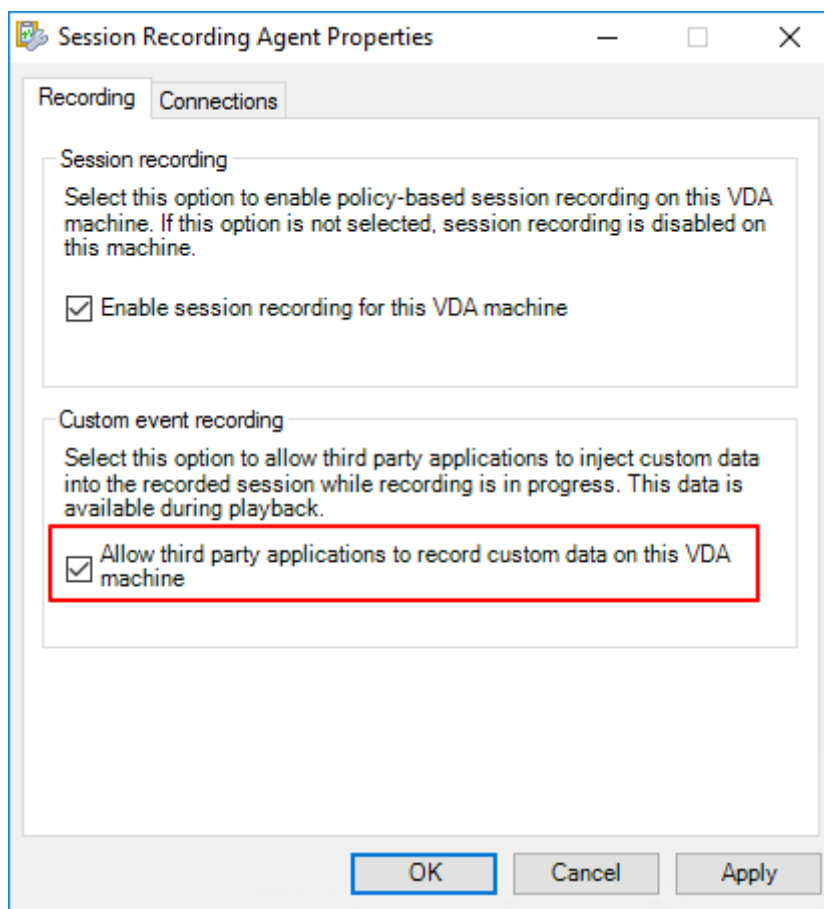 Session Recording Agent Properties
Recording
Connections
Session recording
Select this option to enable policy-based session recording on this VDA
machine. If this option is not selected, session recording is disabled on
this machine.
Enable session recording for this VDA machine
Custom event recording
Select this option to allow third party applications to inject custom data
into the recorded session while recording is in progress. This data is
available during playback.
Allow third party applications to record custom data on this VDA
machine
OK
Cancel
Apply